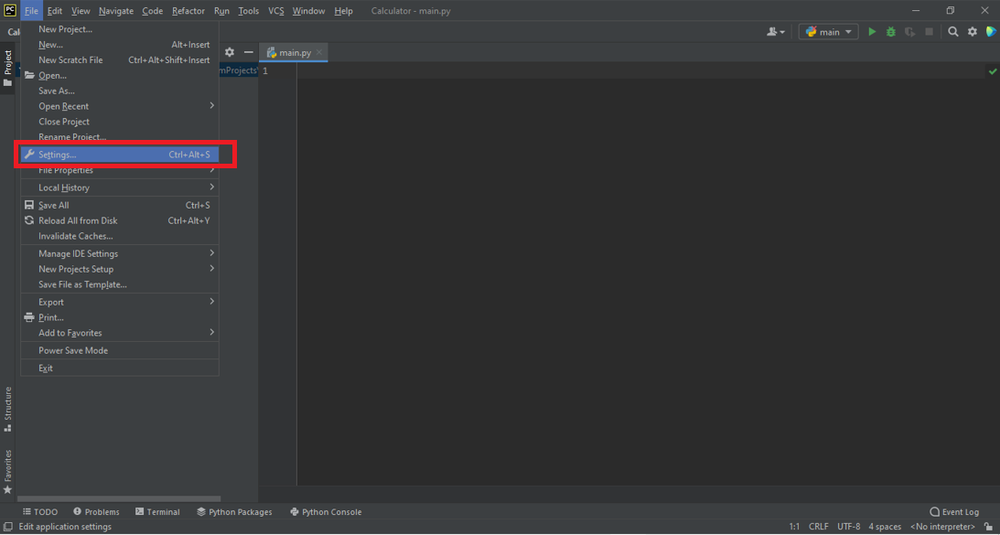 PC File Edit View Navigate Code Refactor Run Tools VCS Window Help Calculator - main.py
Cal main
New Project...
New... Alt+Insert
New Scratch File Ctrl+Alt+Shift+Insert
Open...
Save As...
Open Recent
Close Project
Rename Project...
Settings... Ctrl+Alt+S
File Properties
Local History
Save All Ctrl+S
Reload All from Disk Ctrl+Alt+Y
Invalidate Caches...
Manage IDE Settings
New Projects Setup
Save File as Template...
Export
Print...
Add to Favorites
Power Save Mode
Exit
main.py
mProjects\
1
Project
Structure
Favorites
TODO Problems Terminal Python Packages Python Console Event Log
Edit application settings 1:1 CRLF UTF-8 4 spaces <No interpreter>